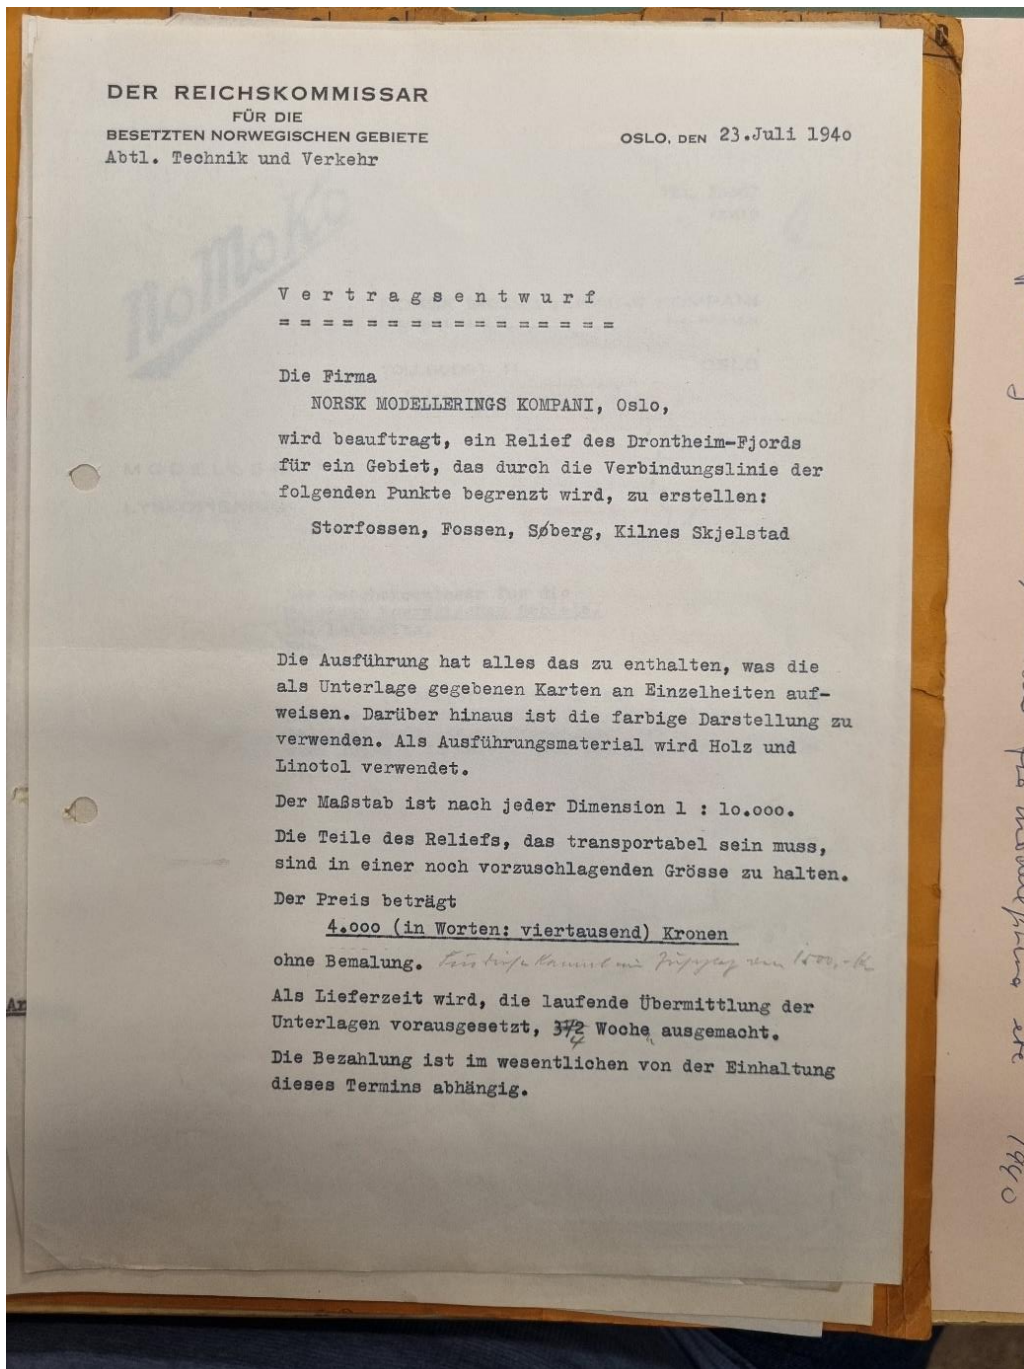 DER REICHSKOMMISSAR
FÜR DIE
BESETZTEN NORWEGISCHEN GEBIETE
Abtl. Technik und Verkehr
OSLO, DEN 23.Juli 1940
NoMoKo
V e r t r a g s e n t w u r f
= = = = = = = = = = = = = = = =
Die Firma
NORSK MODELLERINGS KOMPANI, Oslo,
wird beauftragt, ein Relief des Drontheim-Fjords
für ein Gebiet, das durch die Verbindungslinie der
folgenden Punkte begrenzt wird, zu erstellen:
Storfossen, Fossen, Søberg, Kilnes Skjelstad
Die Ausführung hat alles das zu enthalten, was die
als Unterlage gegebenen Karten an Einzelheiten auf-
weisen. Darüber hinaus ist die farbige Darstellung zu
verwenden. Als Ausführungsmaterial wird Holz und
Linotol verwendet.
Der Maßstab ist nach jeder Dimension 1 : 10.000.
Die Teile des Reliefs, das transportabel sein muss,
sind in einer noch vorzuschlagenden Grösse zu halten.
Der Preis beträgt
4.000 (in Worten: viertausend) Kronen
ohne Bemalung. 1500,-
Als Lieferzeit wird, die laufende Übermittlung der
Unterlagen vorausgesetzt, 4 Woche ausgemacht.
Die Bezahlung ist im wesentlichen von der Einhaltung
dieses Termins abhängig.
1940